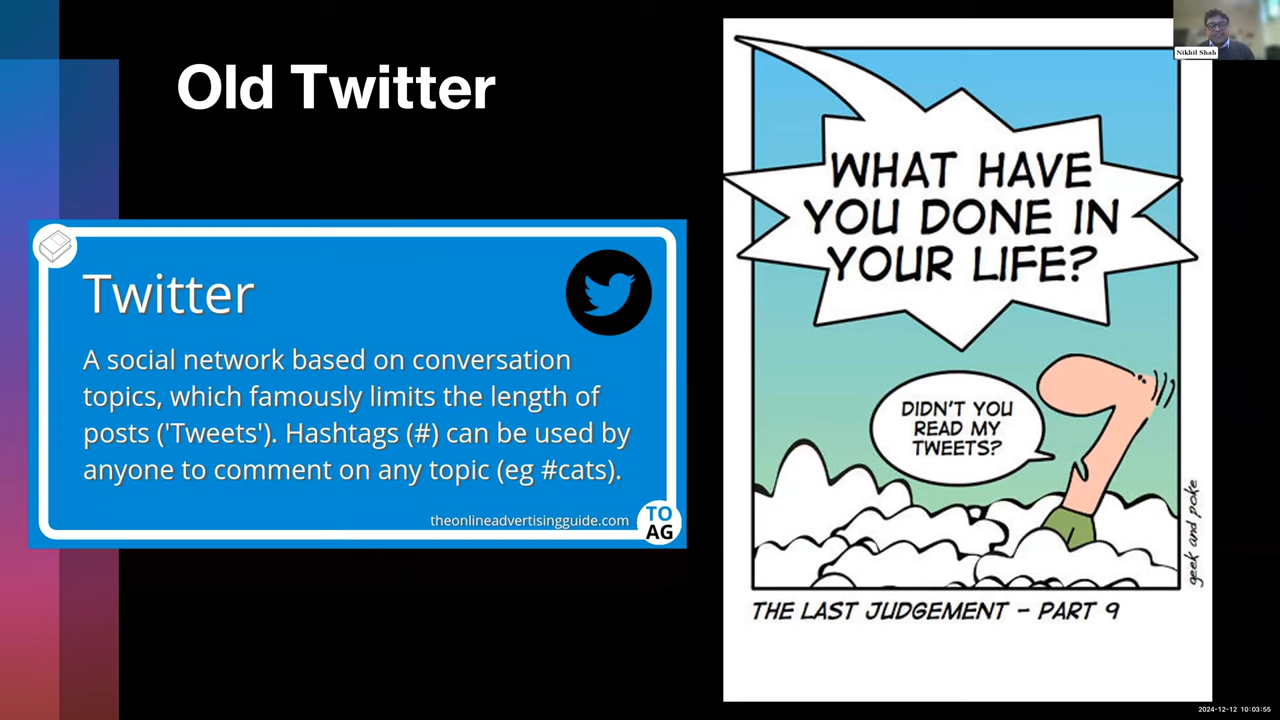 Old Twitter
Twitter
A social network based on conversation
topics, which famously limits the length of
posts ('Tweets'). Hashtags (#) can be used by
anyone to comment on any topic (eg #cats).
theonlineadvertisingguide.com
TO
AG
WHAT HAVE
YOU DONE IN
YOUR LIFE?
DIDN'T YOU
READ MY
TWEETS?
geek and poke
THE LAST JUDGEMENT – PART 9
Nikhil Shah
2024-12-12 10:03:55